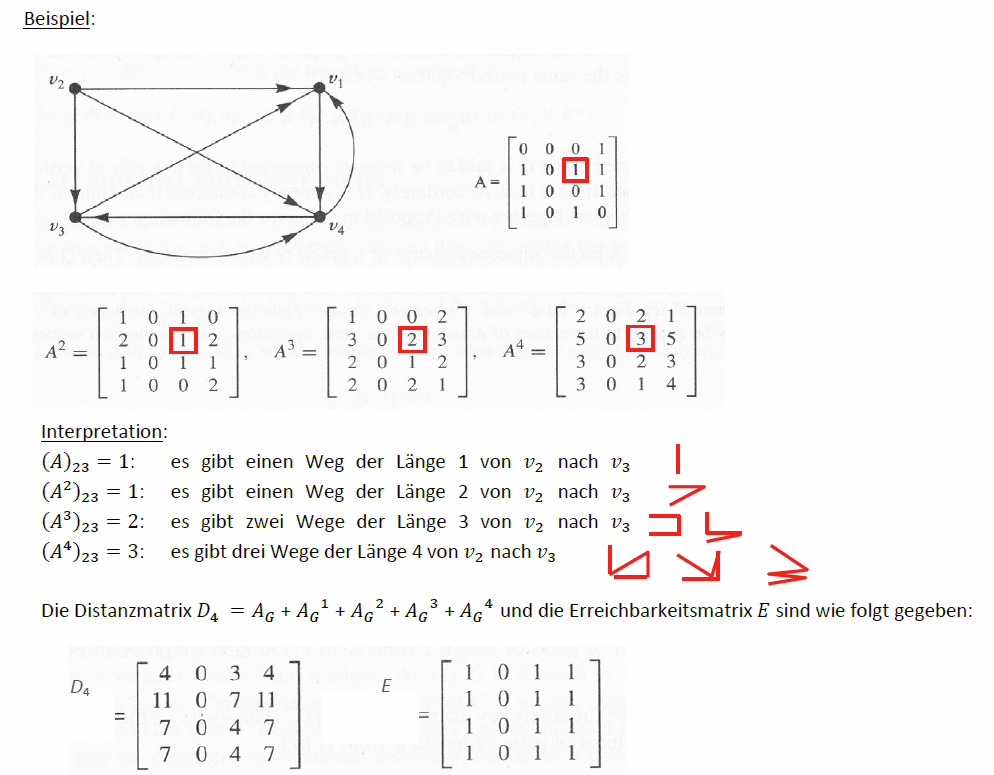 Beispiel:
v₂ v₁
v₃ v₄
A = [ 0 0 0 1
1 0 1 1
1 0 0 1
1 0 1 0 ]
A² = [ 1 0 1 0
2 0 1 2
1 0 1 1
1 0 0 2 ] ,
A³ = [ 1 0 0 2
3 0 2 3
2 0 1 2
2 0 2 1 ] ,
A⁴ = [ 2 0 2 1
5 0 3 5
3 0 2 3
3 0 1 4 ]
Interpretation:
(A)₂₃ = 1: es gibt einen Weg der Länge 1 von v₂ nach v₃
(A²)₂₃ = 1: es gibt einen Weg der Länge 2 von v₂ nach v₃
(A³)₂₃ = 2: es gibt zwei Wege der Länge 3 von v₂ nach v₃
(A⁴)₂₃ = 3: es gibt drei Wege der Länge 4 von v₂ nach v₃
Die Distanzmatrix D₄ = A_G + A_G¹ + A_G² + A_G³ + A_G⁴ und die Erreichbarkeitsmatrix E sind wie folgt gegeben:
D₄ = [ 4 0 3 4
11 0 7 11
7 0 4 7
7 0 4 7 ]
E = [ 1 0 1 1
1 0 1 1
1 0 1 1
1 0 1 1 ]